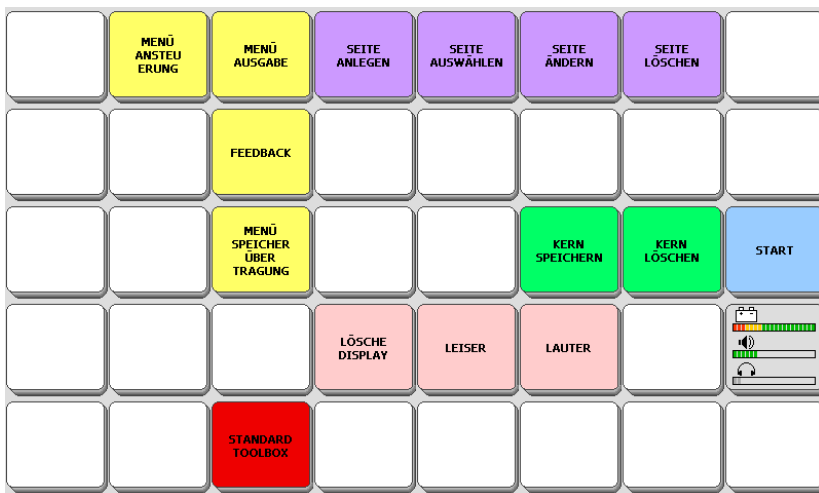 MENÜ
ANSTEU
ERUNG
MENÜ
AUSGABE
SEITE
ANLEGEN
SEITE
AUSWÄHLEN
SEITE
ÄNDERN
SEITE
LÖSCHEN
FEEDBACK
MENÜ
SPEICHER
ÜBER
TRAGUNG
KERN
SPEICHERN
KERN
LÖSCHEN
START
LÖSCHE
DISPLAY
LEISER
LAUTER
STANDARD
TOOLBOX